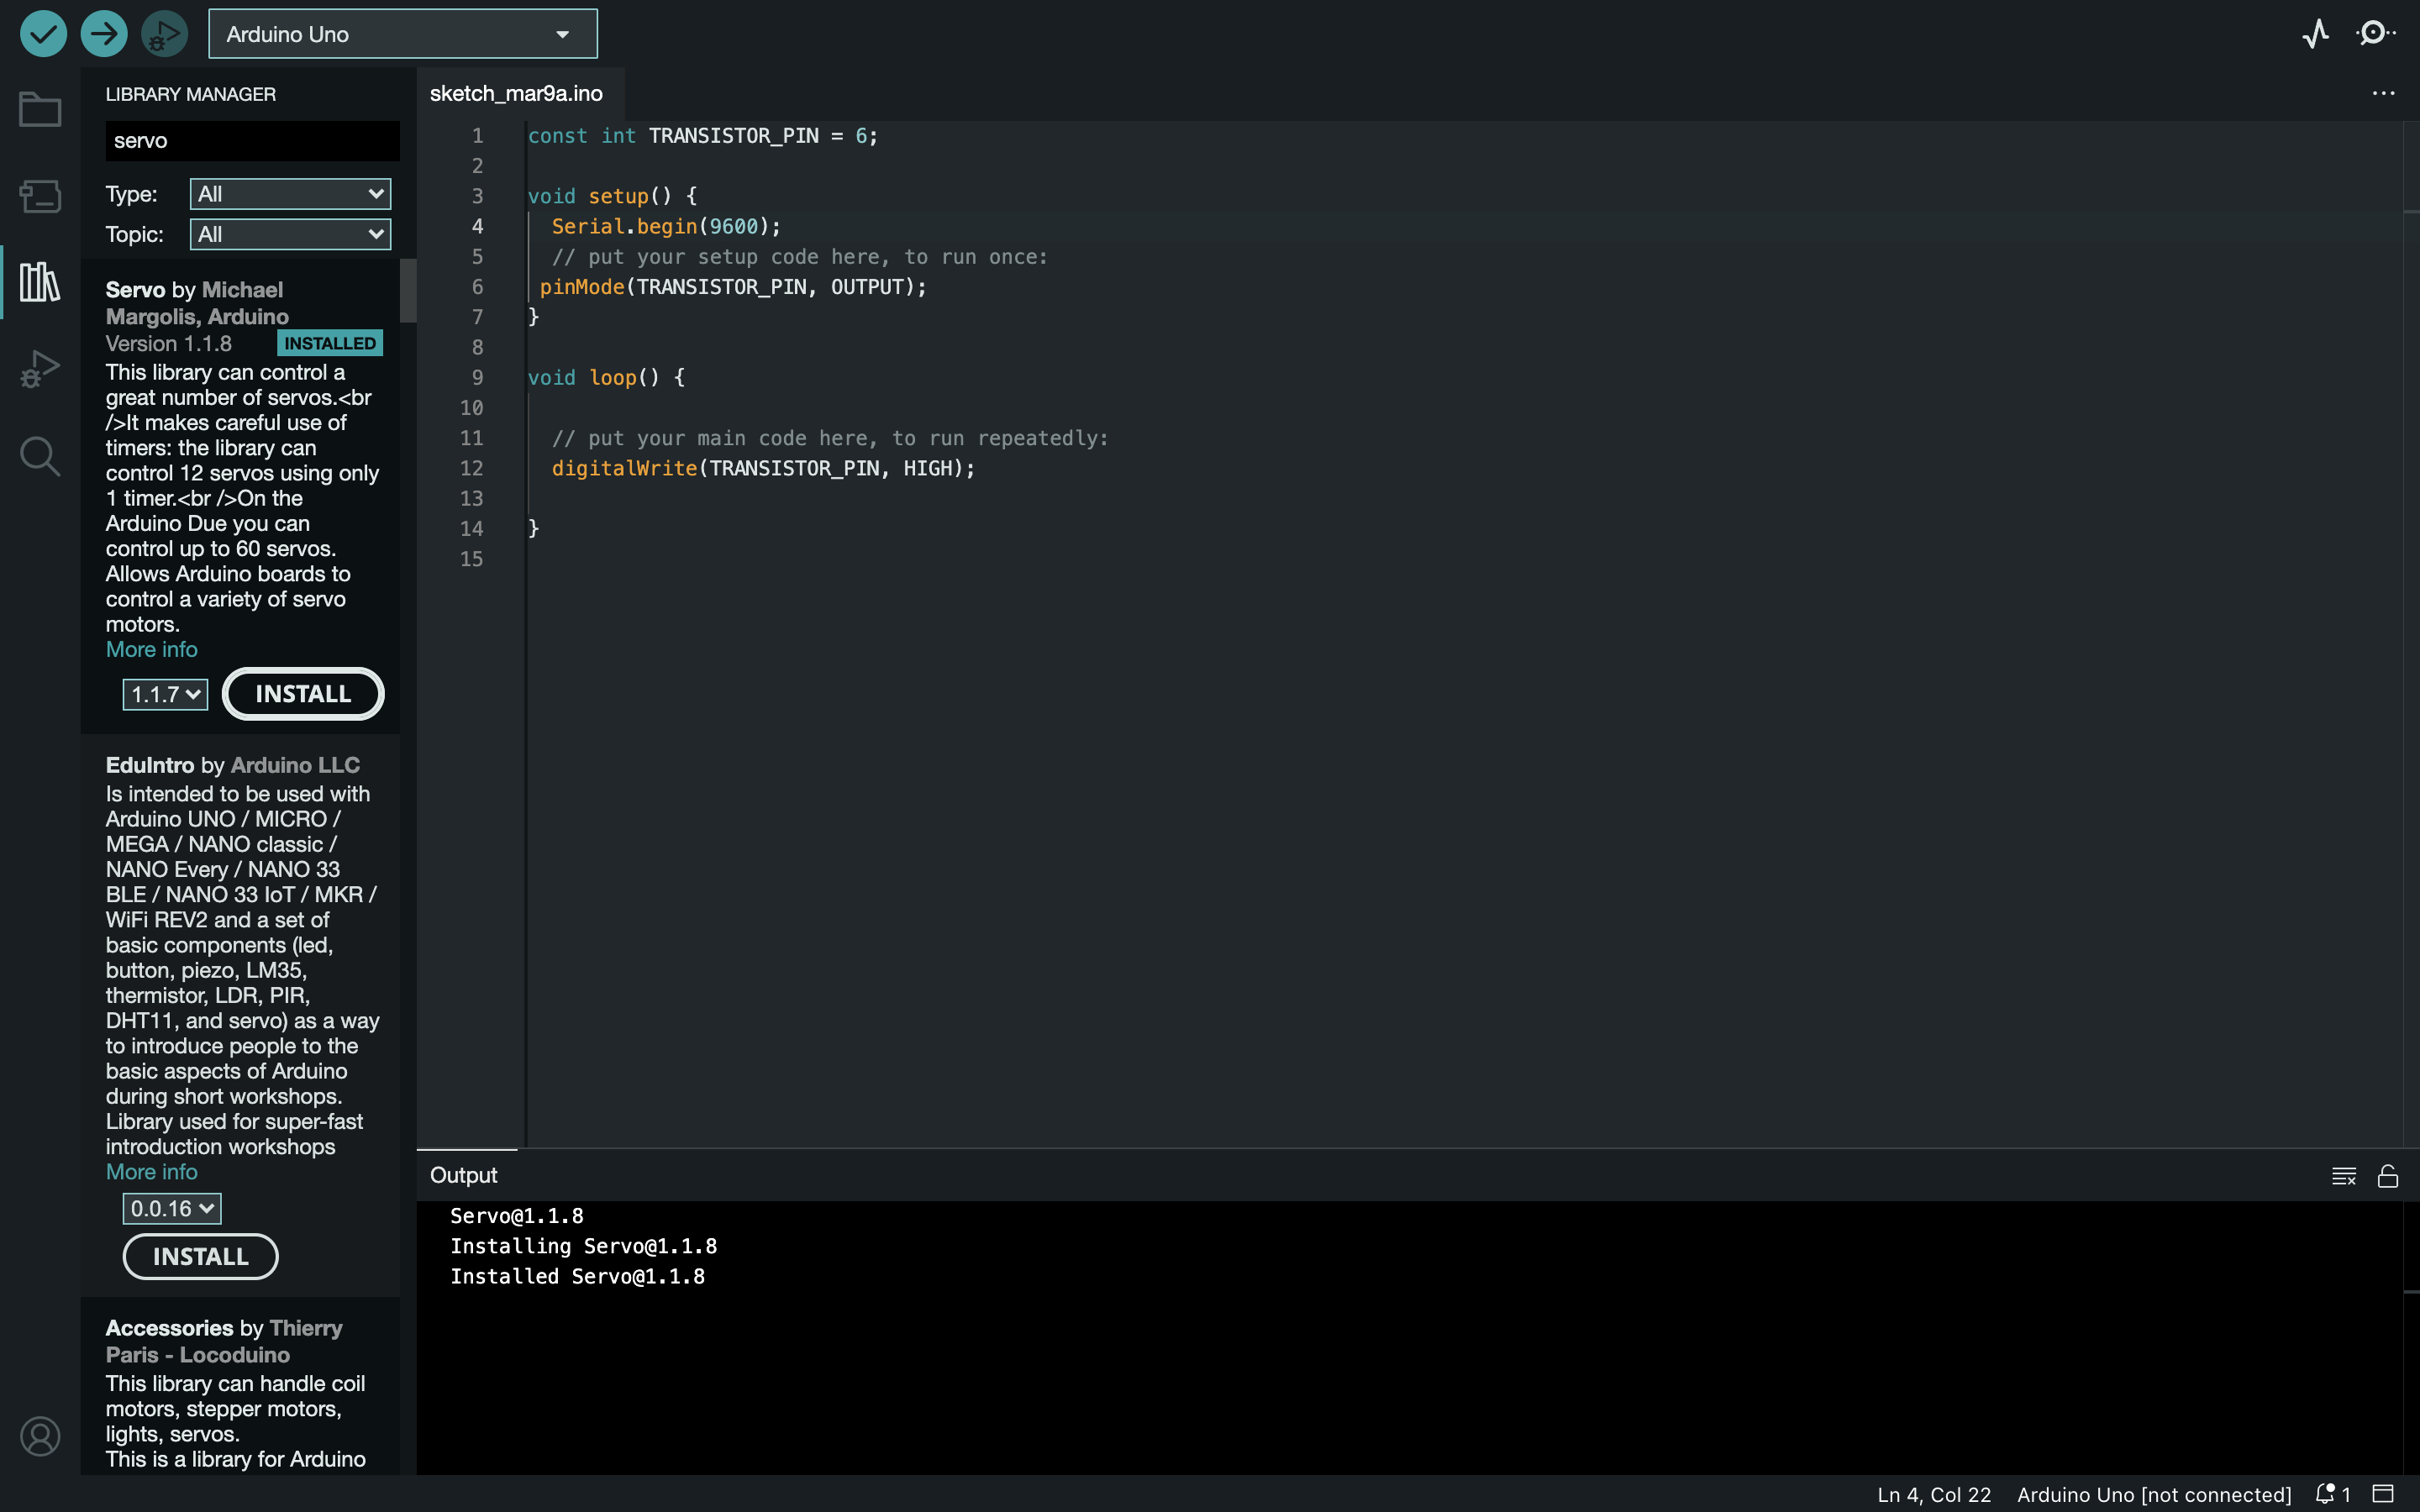 Arduino Uno
LIBRARY MANAGER
servo
Type: All
Topic: All
Servo by Michael
Margolis, Arduino
Version 1.1.8 INSTALLED
This library can control a
great number of servos.<br
/>It makes careful use of
timers: the library can
control 12 servos using only
1 timer.<br />On the
Arduino Due you can
control up to 60 servos.
Allows Arduino boards to
control a variety of servo
motors.
More info
1.1.7 INSTALL
EduIntro by Arduino LLC
Is intended to be used with
Arduino UNO / MICRO /
MEGA / NANO classic /
NANO Every / NANO 33
BLE / NANO 33 IoT / MKR /
WiFi REV2 and a set of
basic components (led,
button, piezo, LM35,
thermistor, LDR, PIR,
DHT11, and servo) as a way
to introduce people to the
basic aspects of Arduino
during short workshops.
Library used for super-fast
introduction workshops
More info
0.0.16
INSTALL
Accessories by Thierry
Paris - Locoduino
This library can handle coil
motors, stepper motors,
lights, servos.
This is a library for Arduino
sketch_mar9a.ino
1 const int TRANSISTOR_PIN = 6;
2
3 void setup() {
4 Serial.begin(9600);
5 // put your setup code here, to run once:
6 pinMode(TRANSISTOR_PIN, OUTPUT);
7 }
8
9 void loop() {
10
11 // put your main code here, to run repeatedly:
12 digitalWrite(TRANSISTOR_PIN, HIGH);
13
14 }
15
Output
Servo@1.1.8
Installing Servo@1.1.8
Installed Servo@1.1.8
Ln 4, Col 22 Arduino Uno [not connected] 1